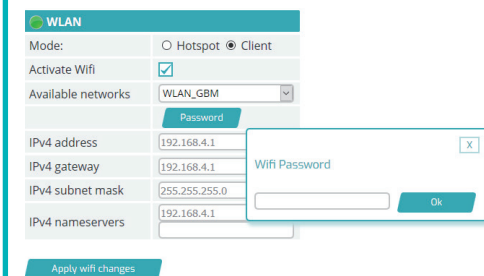 WLAN
Mode: Hotspot Client
Activate Wifi
Available networks WLAN_GBM
Password
IPv4 address 192.168.4.1
X
IPv4 gateway 192.168.4.1
Wifi Password
IPv4 subnet mask 255.255.255.0
Ok
IPv4 nameservers 192.168.4.1
Apply wifi changes